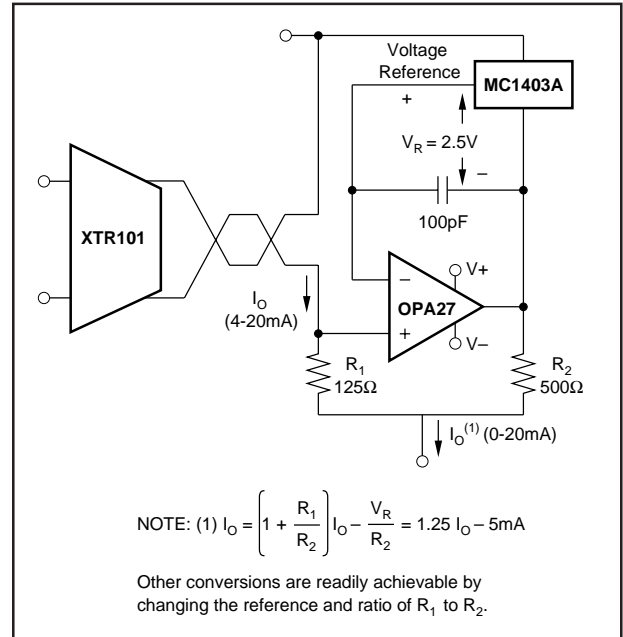 Voltage
Reference
MC1403A
+
V_R = 2.5V
–
100pF
XTR101
–
V+
OPA27
+
V–
I_O
(4-20mA)
R_1
125Ω
R_2
500Ω
I_O^(1) (0-20mA)
NOTE: (1) I_O = [1 + R_1/R_2] I_O – V_R/R_2 = 1.25 I_O – 5mA
Other conversions are readily achievable by
changing the reference and ratio of R_1 to R_2.